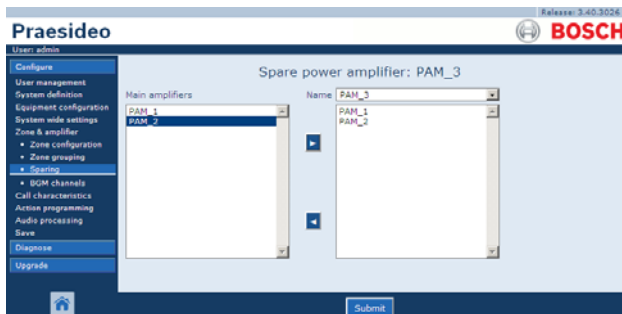 Release: 3.40.3026
Praesideo
BOSCH
User: admin
Configure
User management
System definition
Equipment configuration
System wide settings
Zone & amplifier
• Zone configuration
• Zone grouping
• Sparing
• BGM channels
Call characteristics
Action programming
Audio processing
Save
Diagnose
Upgrade
Spare power amplifier: PAM_3
Main amplifiers
PAM_1
PAM_2
Name PAM_3
PAM_1
PAM_2
Submit